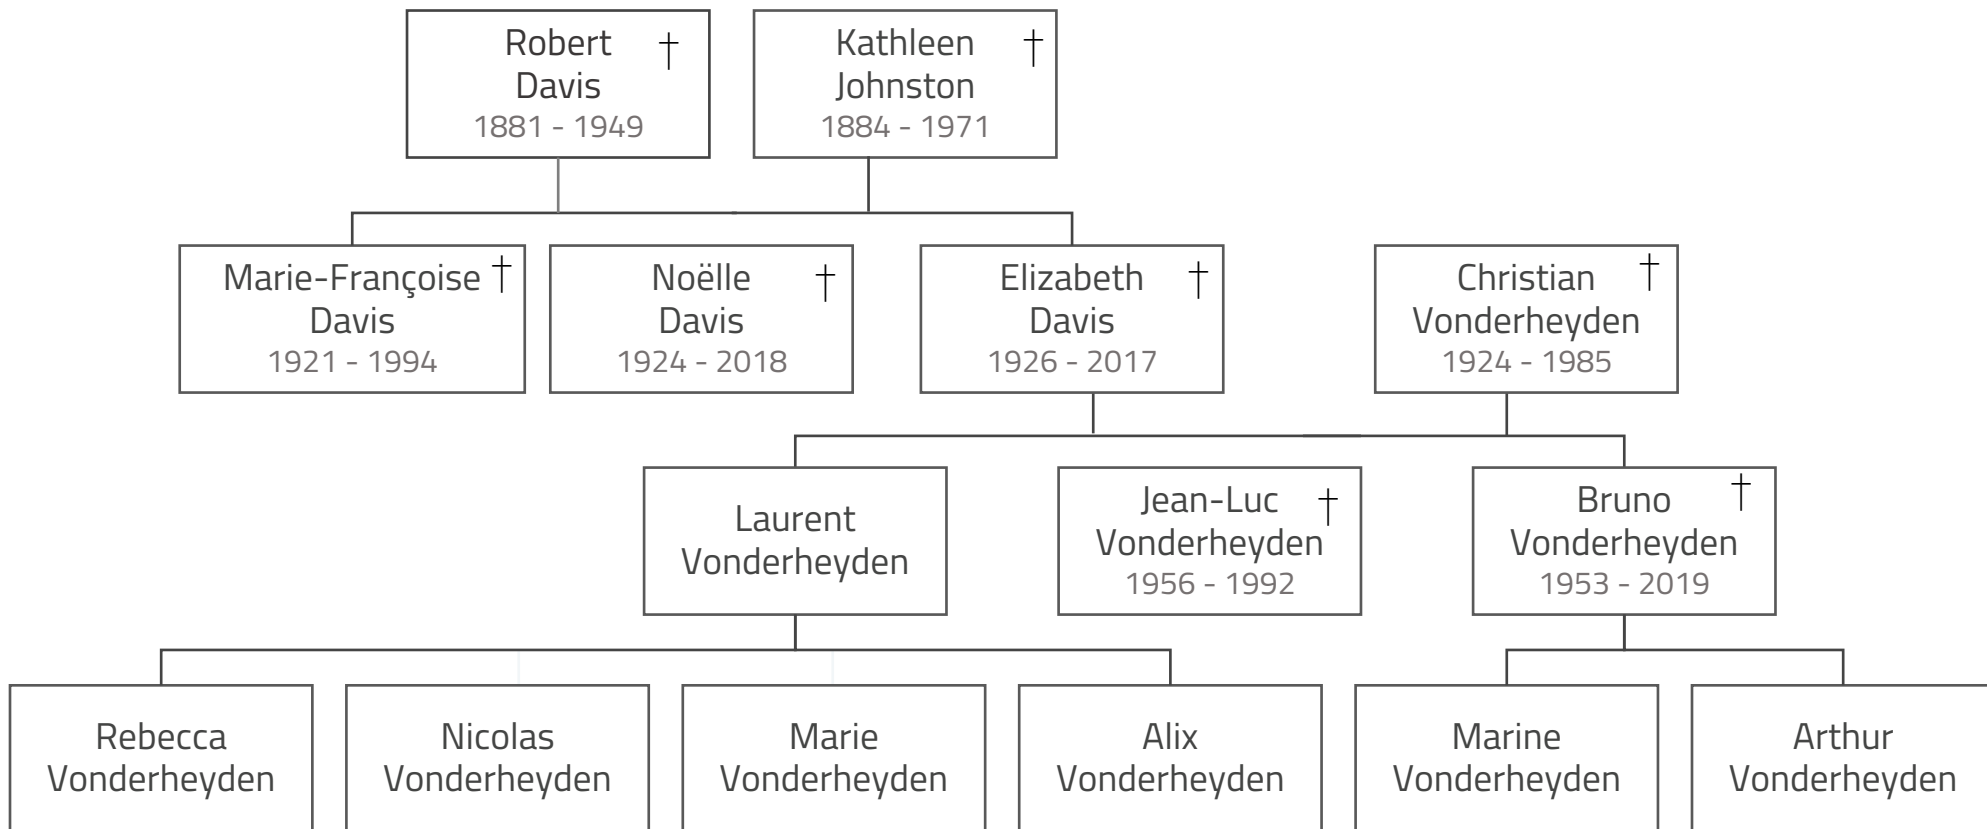 Robert
Davis
1881 - 1949
†
Kathleen
Johnston
1884 - 1971
†
Marie-Françoise
Davis
1921 - 1994
†
Noëlle
Davis
1924 - 2018
†
Elizabeth
Davis
1926 - 2017
†
Christian
Vonderheyden
1924 - 1985
†
Laurent
Vonderheyden
Jean-Luc
Vonderheyden
1956 - 1992
†
Bruno
Vonderheyden
1953 - 2019
†
Rebecca
Vonderheyden
Nicolas
Vonderheyden
Marie
Vonderheyden
Alix
Vonderheyden
Marine
Vonderheyden
Arthur
Vonderheyden